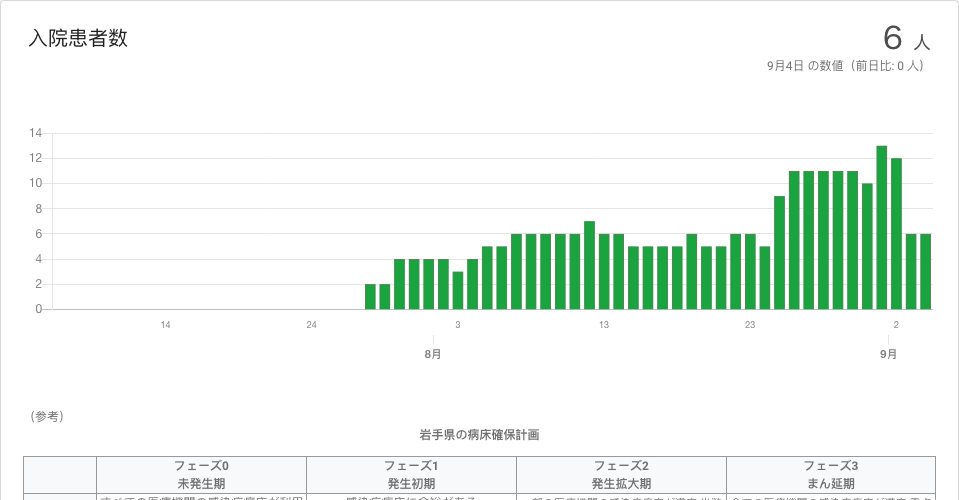 入院患者数
6 人
9月4日 の数値（前日比: 0 人）
14
12
10
8
6
4
2
0
14 24 3 13 23 2
8月 9月
(参考)
岩手県の病床確保計画
フェーズ0 フェーズ1 フェーズ2 フェーズ3
未発生期 発生初期 発生拡大期 まん延期